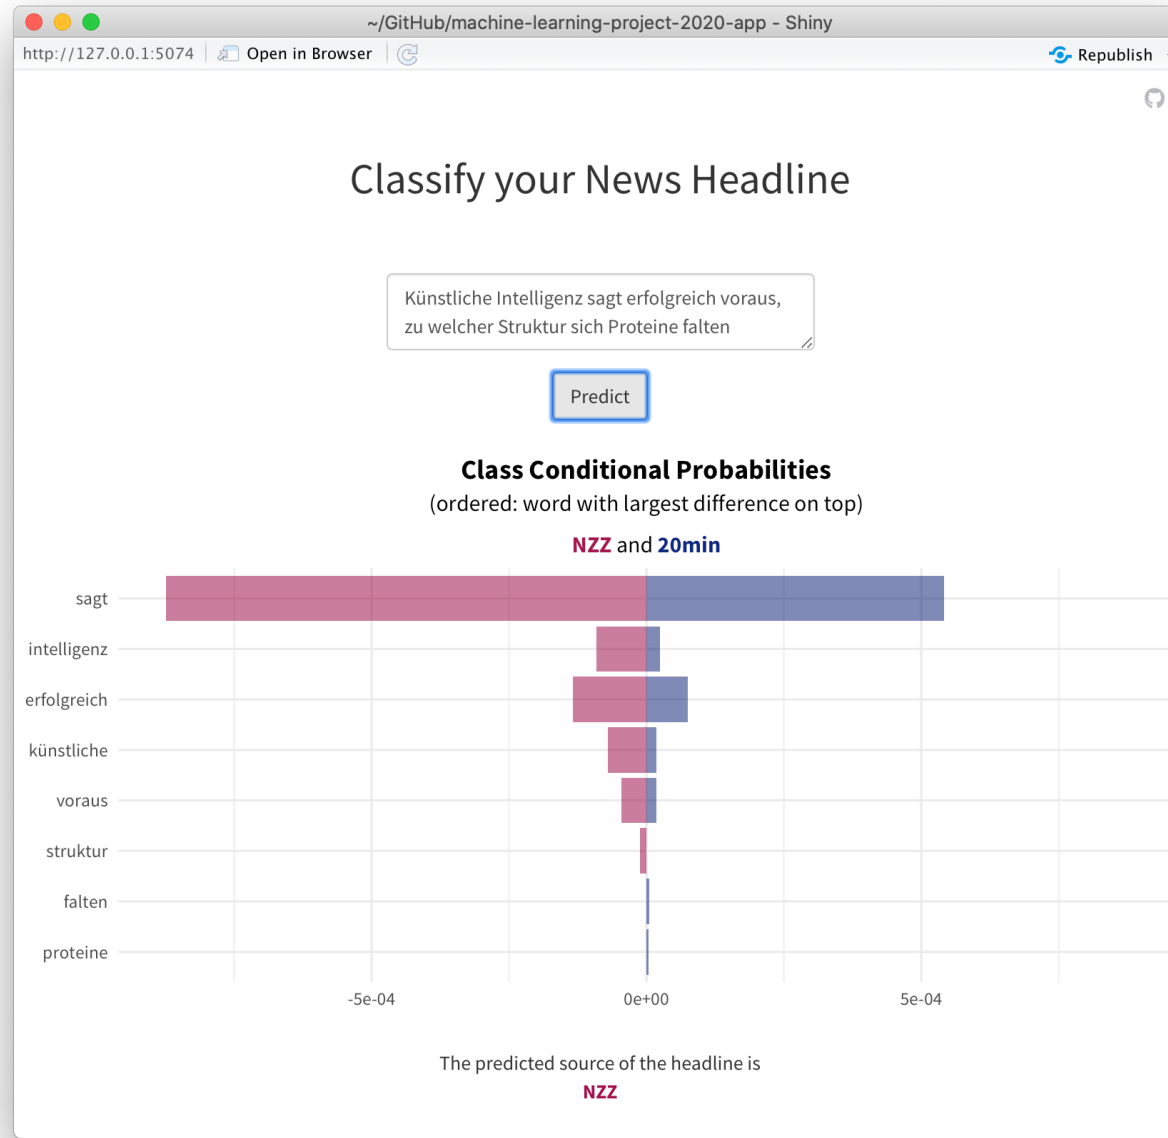 ~/GitHub/machine-learning-project-2020-app - Shiny
http://127.0.0.1:5074 Open in Browser Republish
Classify your News Headline
Künstliche Intelligenz sagt erfolgreich voraus,
zu welcher Struktur sich Proteine falten
Predict
Class Conditional Probabilities
(ordered: word with largest difference on top)
NZZ and 20min
sagt
intelligenz
erfolgreich
künstliche
voraus
struktur
falten
proteine
-5e-04 0e+00 5e-04
The predicted source of the headline is
NZZ